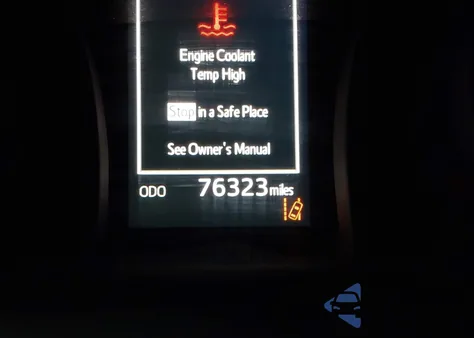 Engine Coolant
Temp High
Stop in a Safe Place
See Owner's Manual
ODO 76323 miles